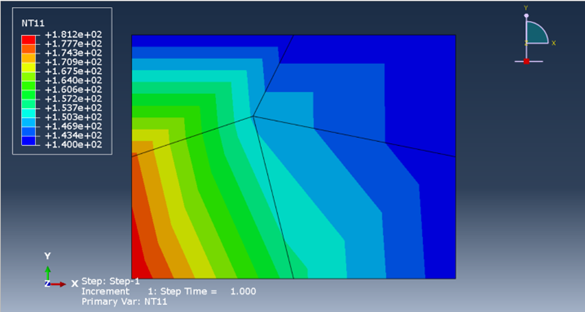 NT11
+1.812e+02
+1.777e+02
+1.743e+02
+1.709e+02
+1.675e+02
+1.640e+02
+1.606e+02
+1.572e+02
+1.537e+02
+1.503e+02
+1.469e+02
+1.434e+02
+1.400e+02
Y
X
Y
Z X
Step: Step-1
Increment 1: Step Time = 1.000
Primary Var: NT11